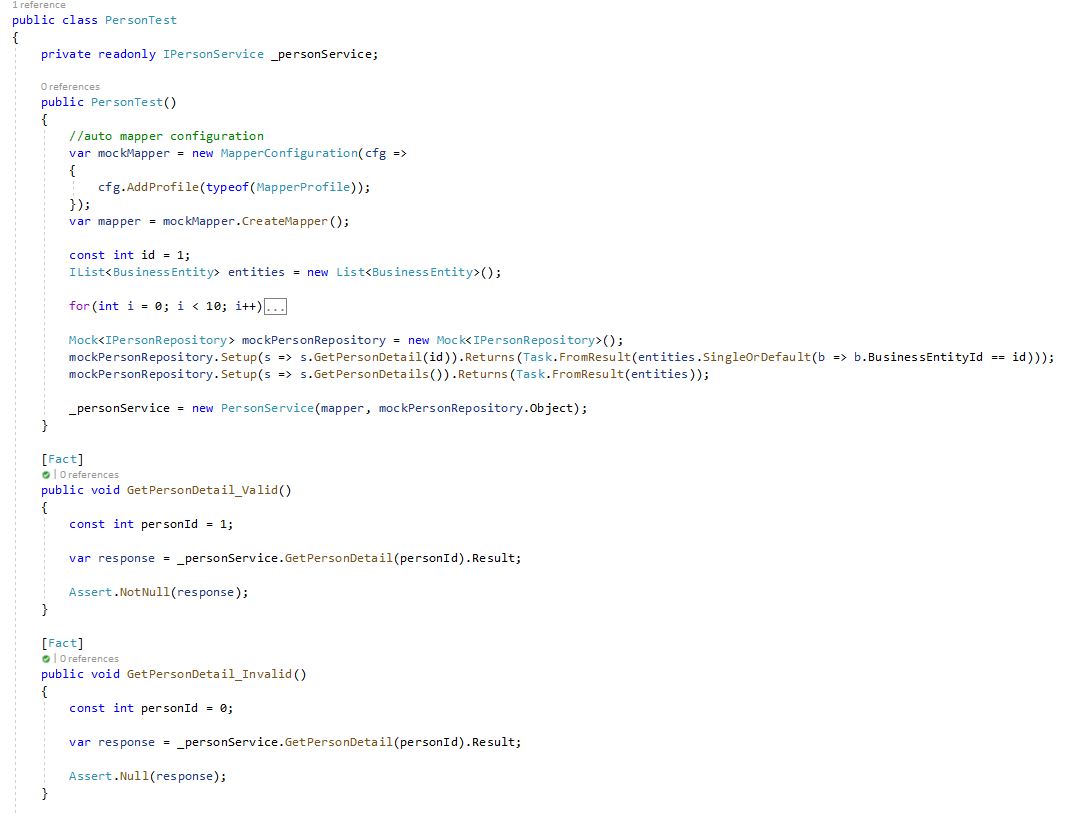 1 reference
public class PersonTest
{
    private readonly IPersonService _personService;

    0 references
    public PersonTest()
    {
        //auto mapper configuration
        var mockMapper = new MapperConfiguration(cfg =>
        {
            cfg.AddProfile(typeof(MapperProfile));
        });
        var mapper = mockMapper.CreateMapper();

        const int id = 1;
        IList<BusinessEntity> entities = new List<BusinessEntity>();

        for(int i = 0; i < 10; i++)...

        Mock<IPersonRepository> mockPersonRepository = new Mock<IPersonRepository>();
        mockPersonRepository.Setup(s => s.GetPersonDetail(id)).Returns(Task.FromResult(entities.SingleOrDefault(b => b.BusinessEntityId == id)));
        mockPersonRepository.Setup(s => s.GetPersonDetails()).Returns(Task.FromResult(entities));

        _personService = new PersonService(mapper, mockPersonRepository.Object);
    }

    [Fact]
    | 0 references
    public void GetPersonDetail_Valid()
    {
        const int personId = 1;

        var response = _personService.GetPersonDetail(personId).Result;

        Assert.NotNull(response);
    }

    [Fact]
    | 0 references
    public void GetPersonDetail_Invalid()
    {
        const int personId = 0;

        var response = _personService.GetPersonDetail(personId).Result;

        Assert.Null(response);
    }